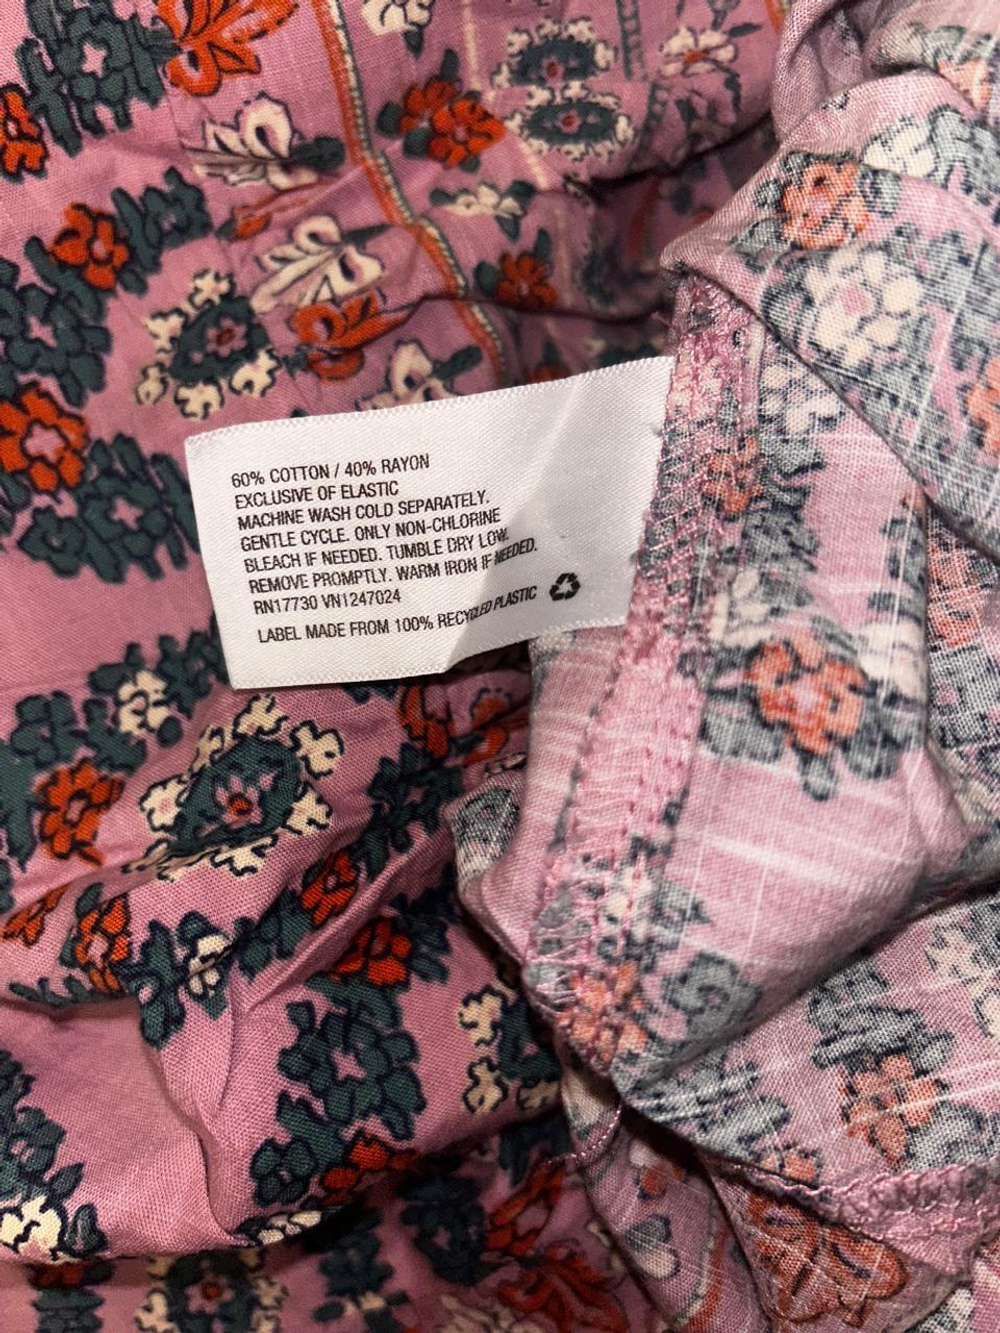 60% COTTON / 40% RAYON
EXCLUSIVE OF ELASTIC
MACHINE WASH COLD SEPARATELY.
GENTLE CYCLE. ONLY NON-CHLORINE
BLEACH IF NEEDED. TUMBLE DRY LOW.
REMOVE PROMPTLY. WARM IRON IF NEEDED.
RN17730 VN1247024
LABEL MADE FROM 100% RECYCLED PLASTIC